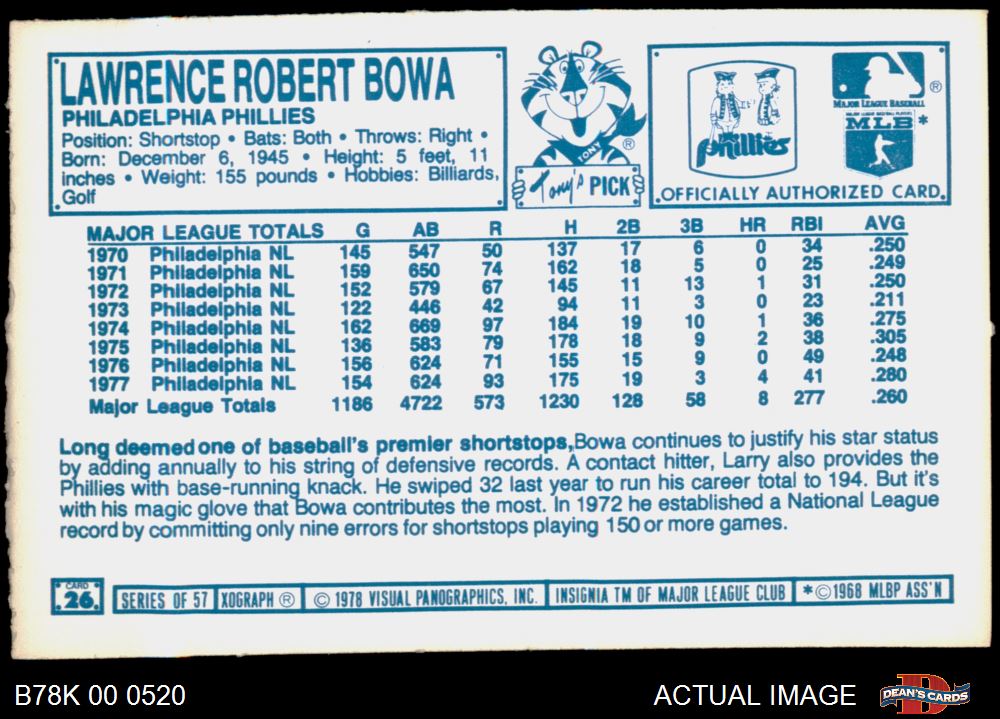 LAWRENCE ROBERT BOWA
PHILADELPHIA PHILLIES
Position: Shortstop • Bats: Both • Throws: Right •
Born: December 6, 1945 • Height: 5 feet, 11
inches • Weight: 155 pounds • Hobbies: Billiards,
Golf
TONY
®
Tony's PICK
Phillies
®
MAJOR LEAGUE BASEBALL
MAJOR LEAGUE BASEBALL PLAYERS
MLB *
OFFICIALLY AUTHORIZED CARD
MAJOR LEAGUE TOTALS G AB R H 2B 3B HR RBI AVG
1970 Philadelphia NL 145 547 50 137 17 6 0 34 .250
1971 Philadelphia NL 159 650 74 162 18 5 0 25 .249
1972 Philadelphia NL 152 579 67 145 11 13 1 31 .250
1973 Philadelphia NL 122 446 42 94 11 3 0 23 .211
1974 Philadelphia NL 162 669 97 184 19 10 1 36 .275
1975 Philadelphia NL 136 583 79 178 18 9 2 38 .305
1976 Philadelphia NL 156 624 71 155 15 9 0 49 .248
1977 Philadelphia NL 154 624 93 175 19 3 4 41 .280
Major League Totals 1186 4722 573 1230 128 58 8 277 .260
Long deemed one of baseball's premier shortstops, Bowa continues to justify his star status
by adding annually to his string of defensive records. A contact hitter, Larry also provides the
Phillies with base-running knack. He swiped 32 last year to run his career total to 194. But it's
with his magic glove that Bowa contributes the most. In 1972 he established a National League
record by committing only nine errors for shortstops playing 150 or more games.
CARD
26
SERIES OF 57 XOGRAPH ® © 1978 VISUAL PANOGRAPHICS, INC. INSIGNIA TM OF MAJOR LEAGUE CLUB *©1968 MLBP ASS'N
B78K 00 0520
ACTUAL IMAGE
DEAN'S CARDS